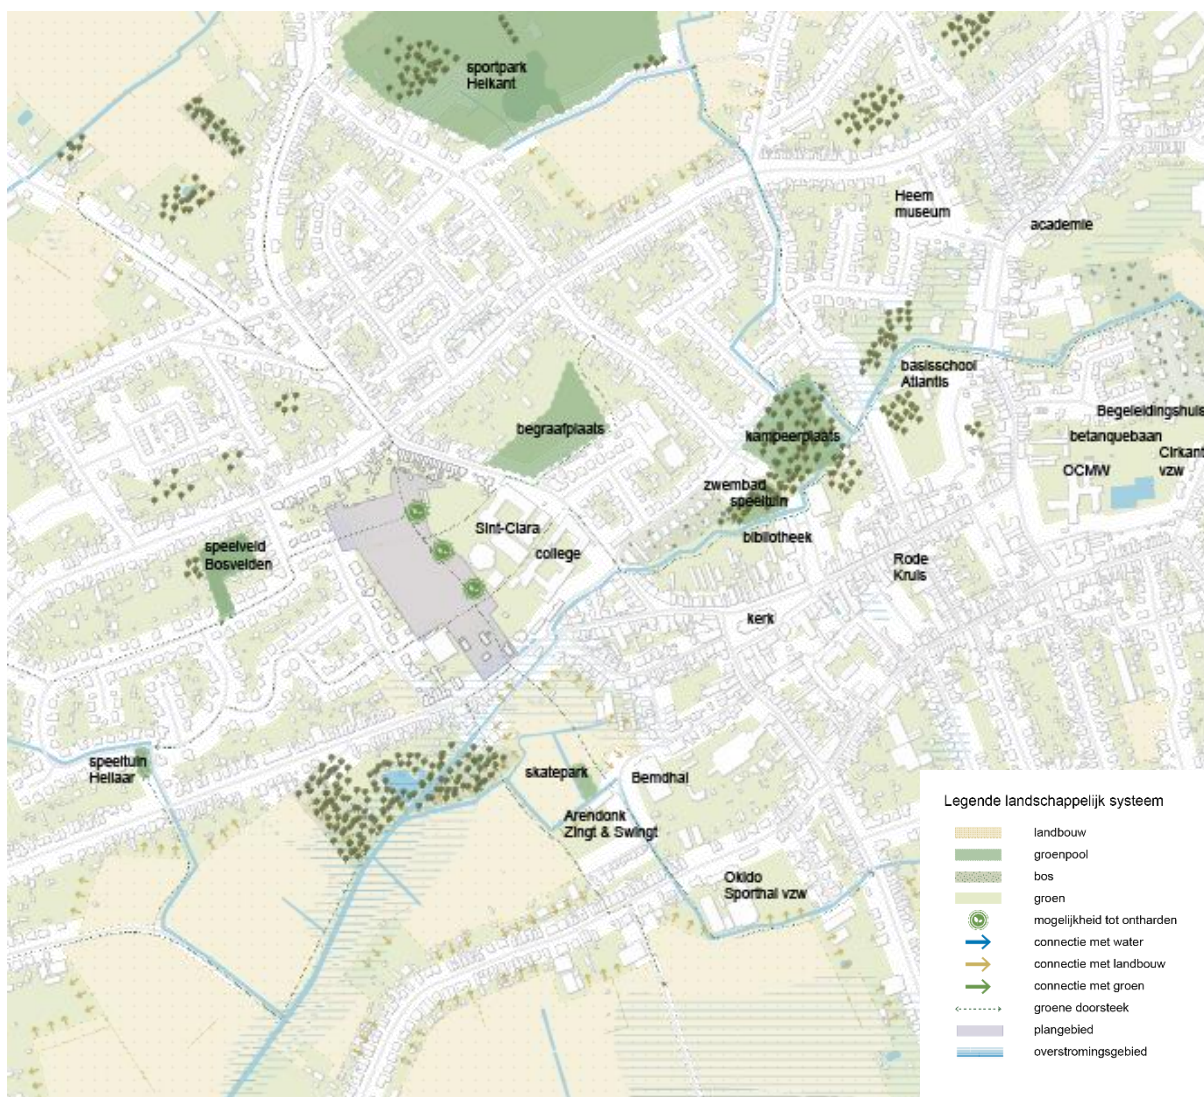 sportpark
Heikant
Heem
museum
academie
basisschool
Atlantis
Begeleidingshuis
betanquebaan
Cirkant
OCMW
vzw
begraafplaats
kampeerplaats
zwembad
speeltuin
bibliotheek
Sint-Clara
college
speelveld
Bosvelden
Rode
Kruis
kerk
speeltuin
Heilaar
skatepark
Bemdhal
Arendonk
Zingt & Swingt
Okido
Sporthal vzw
Legende landschappelijk systeem
landbouw
groenpool
bos
groen
mogelijkheid tot ontharden
connectie met water
connectie met landbouw
connectie met groen
groene doorsteek
plangebied
overstromingsgebied